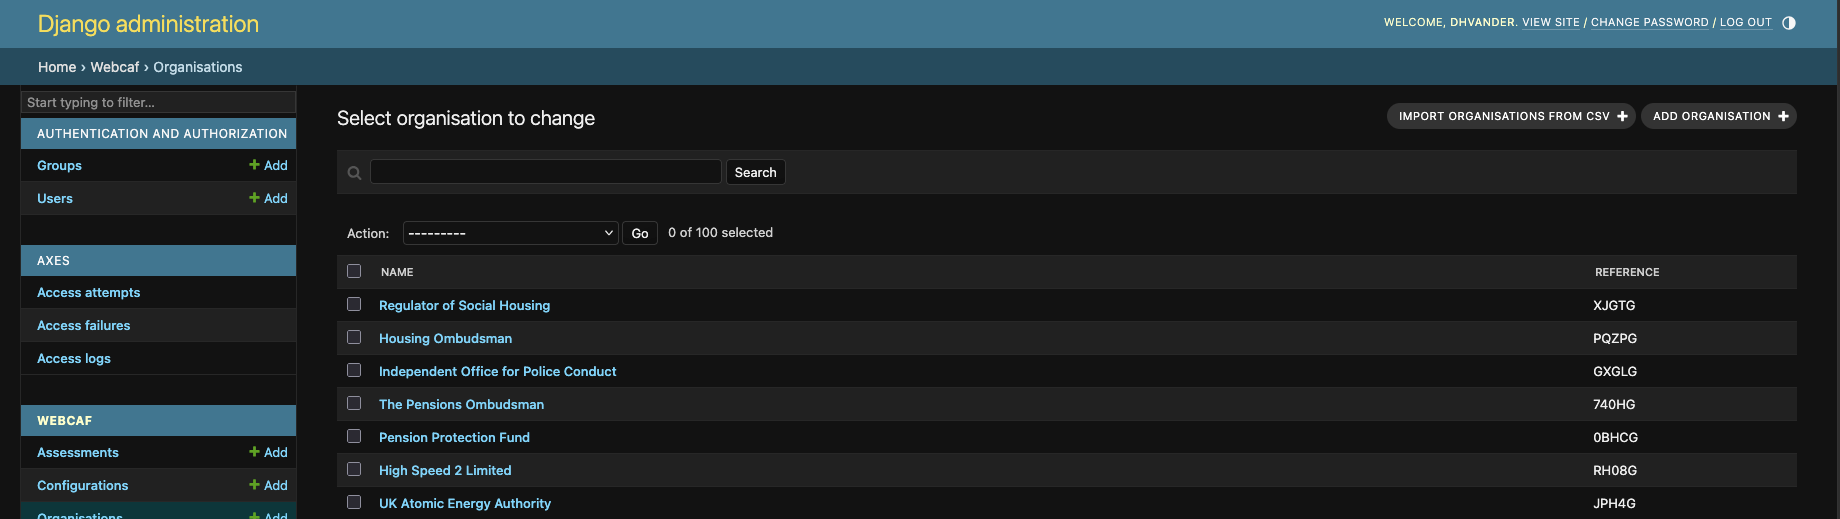 Django administration
WELCOME, DHVANDER. VIEW SITE / CHANGE PASSWORD / LOG OUT
Home › Webcaf › Organisations
Start typing to filter...
AUTHENTICATION AND AUTHORIZATION
Groups + Add
Users + Add
AXES
Access attempts
Access failures
Access logs
WEBCAF
Assessments + Add
Configurations + Add
Organisations + Add
Select organisation to change
IMPORT ORGANISATIONS FROM CSV +
ADD ORGANISATION +
Search
Action: --------- Go 0 of 100 selected
NAME REFERENCE
Regulator of Social Housing XJGTG
Housing Ombudsman PQZPG
Independent Office for Police Conduct GXGLG
The Pensions Ombudsman 740HG
Pension Protection Fund 0BHCG
High Speed 2 Limited RH08G
UK Atomic Energy Authority JPH4G